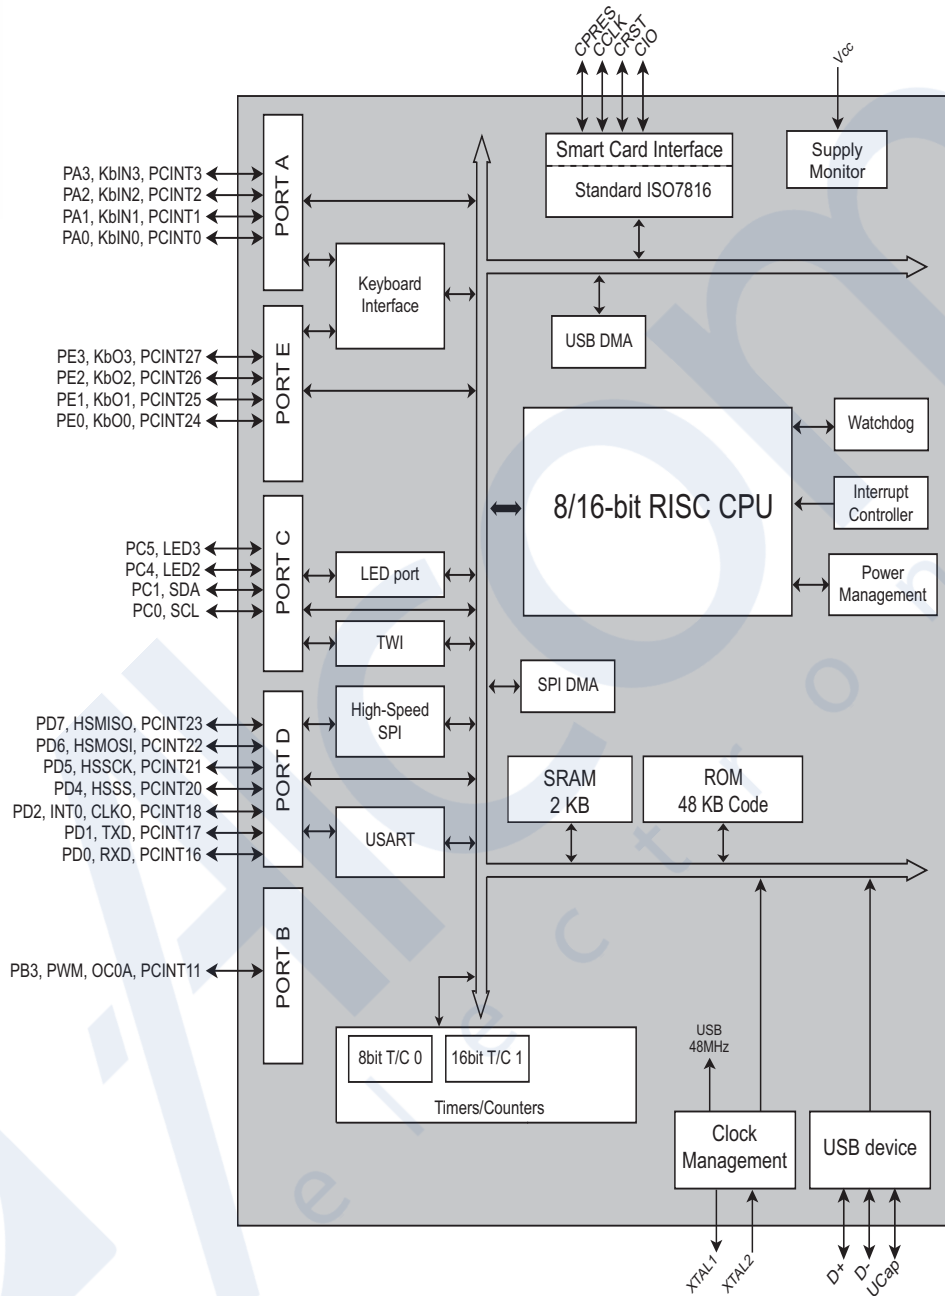 CPRES
CCLK
CRST
CIO
Vcc
PORT A
PA3, KbIN3, PCINT3
PA2, KbIN2, PCINT2
PA1, KbIN1, PCINT1
PA0, KbIN0, PCINT0
Smart Card Interface
Standard ISO7816
Supply
Monitor
Keyboard
Interface
USB DMA
PORT E
PE3, KbO3, PCINT27
PE2, KbO2, PCINT26
PE1, KbO1, PCINT25
PE0, KbO0, PCINT24
8/16-bit RISC CPU
Watchdog
Interrupt
Controller
Power
Management
PORT C
PC5, LED3
PC4, LED2
PC1, SDA
PC0, SCL
LED port
TWI
SPI DMA
PORT D
PD7, HSMISO, PCINT23
PD6, HSMOSI, PCINT22
PD5, HSSCK, PCINT21
PD4, HSSS, PCINT20
PD2, INT0, CLKO, PCINT18
PD1, TXD, PCINT17
PD0, RXD, PCINT16
High-Speed
SPI
USART
SRAM
2 KB
ROM
48 KB Code
PORT B
PB3, PWM, OC0A, PCINT11
8bit T/C 0
16bit T/C 1
Timers/Counters
USB
48MHz
Clock
Management
USB device
XTAL1
XTAL2
D+
D-
UCap